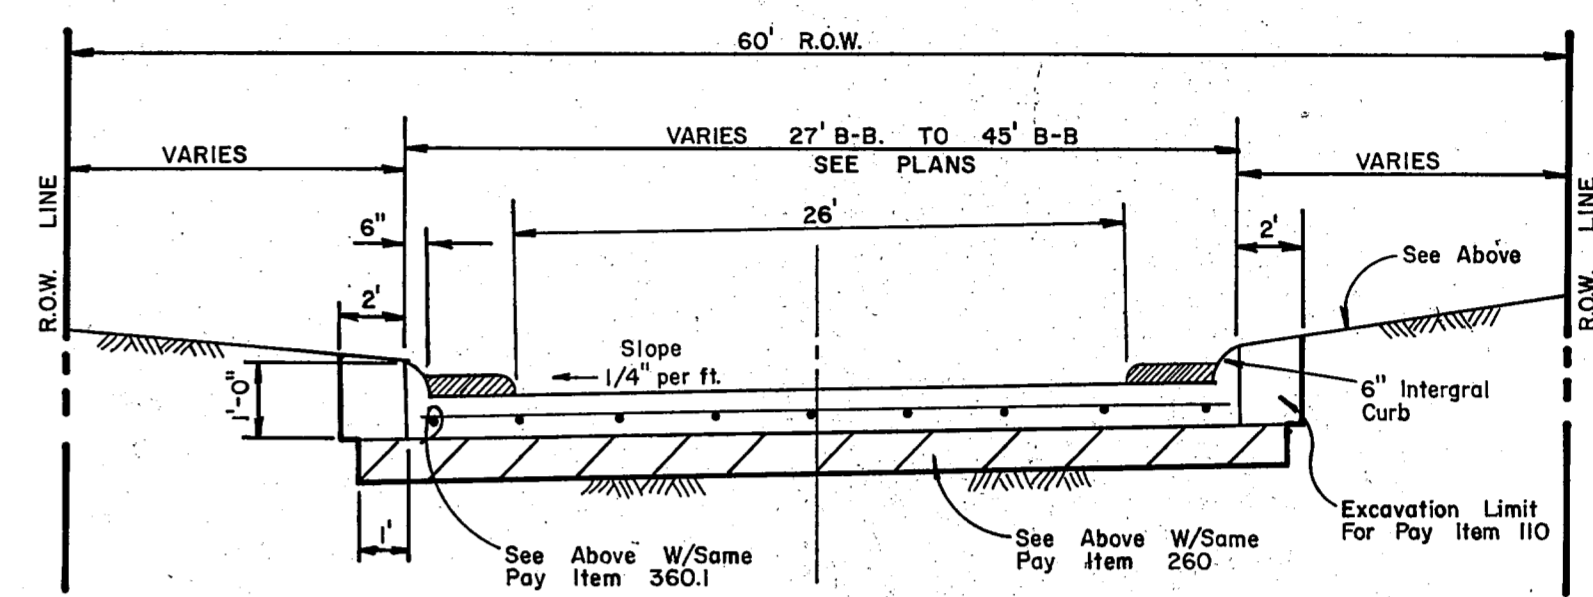 60' R.O.W.
VARIES 27' B-B. TO 45' B-B
SEE PLANS
VARIES
VARIES
R.O.W. LINE
R.O.W. LINE
6"
26'
2'
See Above
2'
Slope
1/4" per ft.
1'-0"
6" Intergral
Curb
1'
See Above W/Same
Pay Item 360.1
See Above W/Same
Pay Item 260
Excavation Limit
For Pay Item 110